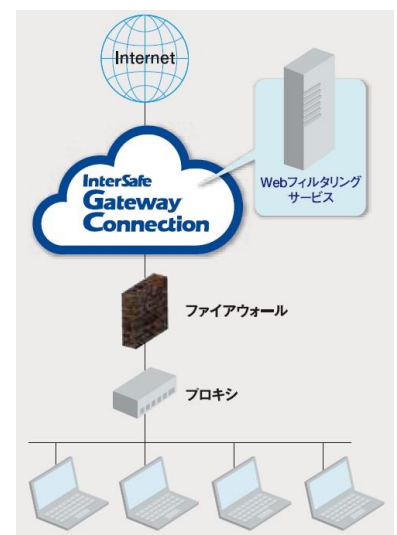 Internet
InterSafe
Gateway
Connection
Webフィルタリング
サービス
ファイアウォール
プロキシ